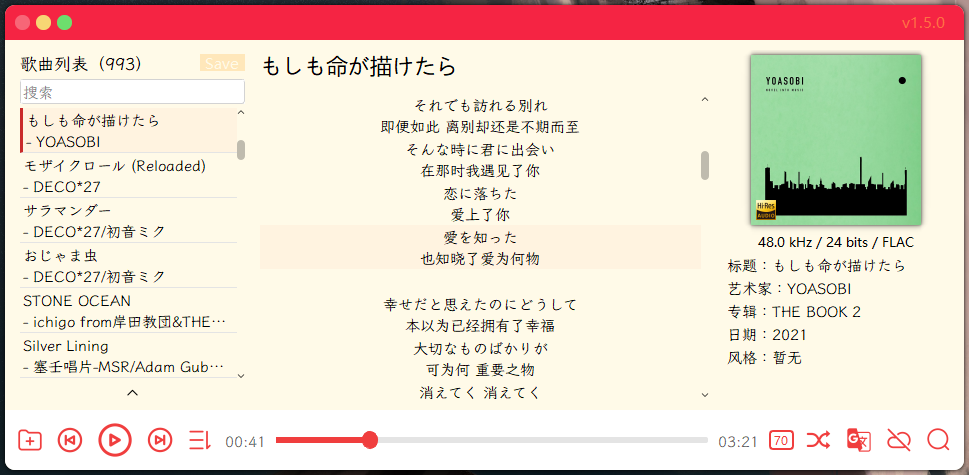 v1.5.0
歌曲列表（993）
Save
搜索
もしも命が描けたら
- YOASOBI
モザイクロール (Reloaded)
- DECO*27
サラマンダー
- DECO*27/初音ミク
おじゃま虫
- DECO*27/初音ミク
STONE OCEAN
- ichigo from岸田教団&THE…
Silver Lining
- 塞壬唱片-MSR/Adam Gub…
もしも命が描けたら
それでも訪れる別れ
即便如此 离别却还是不期而至
そんな時に君に出会い
在那时我遇见了你
恋に落ちた
爱上了你
愛を知った
也知晓了爱为何物
幸せだと思えたのにどうして
本以为已经拥有了幸福
大切なものばかりが
可为何 重要之物
消えてく 消えてく
YOASOBI
Hi-Res
AUDIO
48.0 kHz / 24 bits / FLAC
标题：もしも命が描けたら
艺术家：YOASOBI
专辑：THE BOOK 2
日期：2021
风格：暂无
00:41
03:21
70